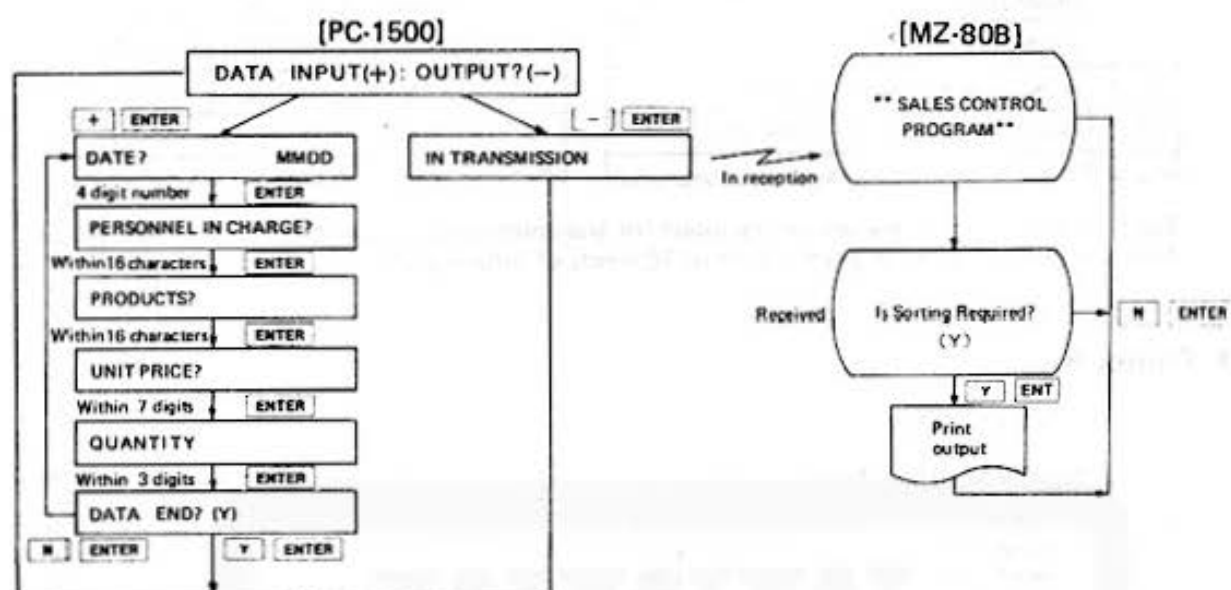 [PC-1500]
DATA INPUT(+): OUTPUT?(−)
+ ENTER
− ENTER
DATE? MMDD
IN TRANSMISSION
In reception
4 digit number ENTER
PERSONNEL IN CHARGE?
Within 16 characters ENTER
PRODUCTS?
Within 16 characters ENTER
UNIT PRICE?
Within 7 digits ENTER
QUANTITY
Within 3 digits ENTER
DATA END? (Y)
N ENTER
Y ENTER
[MZ-80B]
** SALES CONTROL
PROGRAM**
Received
Is Sorting Required?
(Y)
N ENTER
Y ENT
Print
output